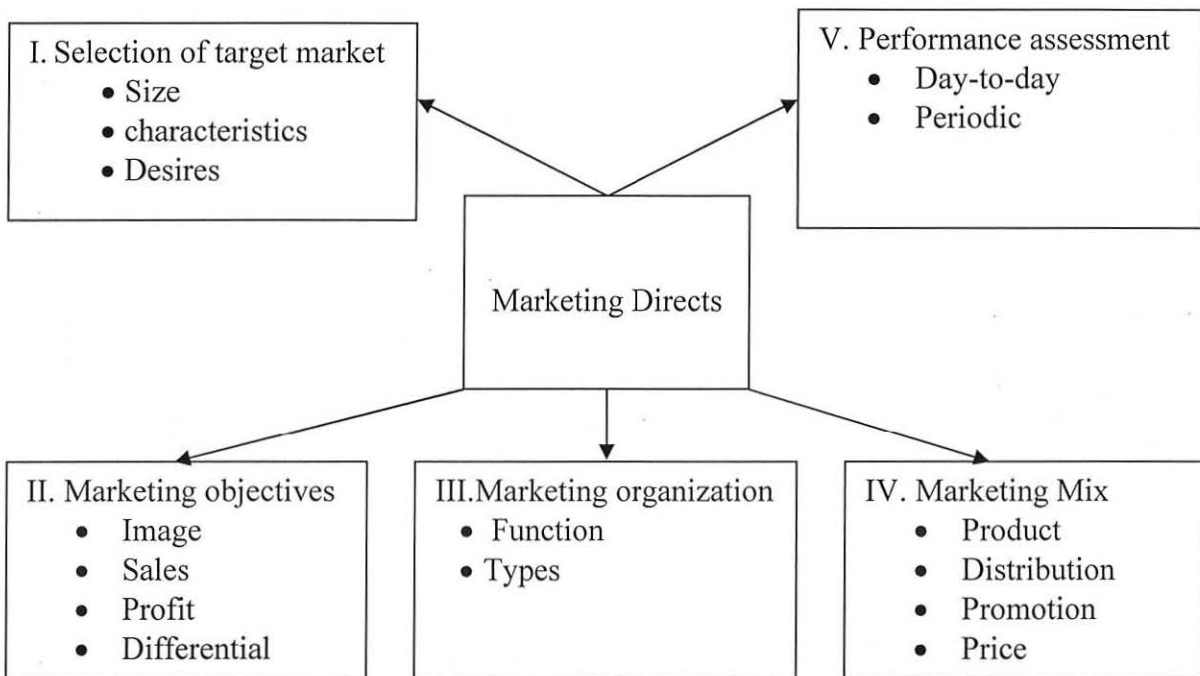 I. Selection of target market
• Size
• characteristics
• Desires
V. Performance assessment
• Day-to-day
• Periodic
Marketing Directs
II. Marketing objectives
• Image
• Sales
• Profit
• Differential
III.Marketing organization
• Function
• Types
IV. Marketing Mix
• Product
• Distribution
• Promotion
• Price